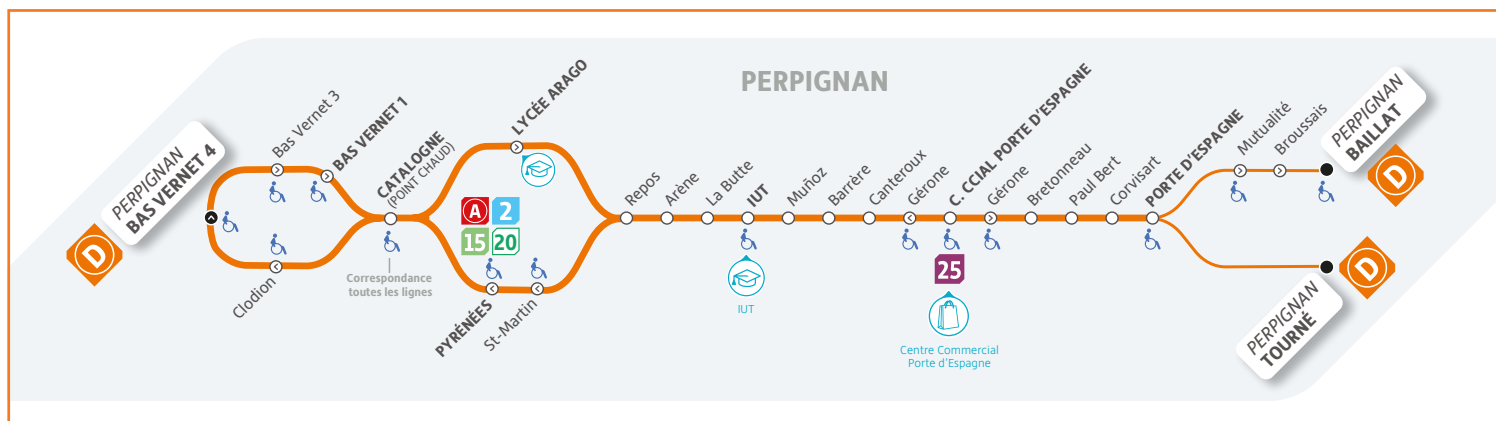 PERPIGNAN
D
PERPIGNAN
BAS VERNET 4
Bas Vernet 3
BAS VERNET 1
Clodion
CATALOGNE
(POINT CHAUD)
Correspondance
toutes les lignes
LYCÉE ARAGO
A
2
15
20
PYRÉNÉES
St-Martin
Repos
Arène
La Butte
IUT
IUT
Muñoz
Barrère
Canteroux
Gérone
C. CCIAL PORTE D'ESPAGNE
25
Centre Commercial
Porte d'Espagne
Gérone
Bretonneau
Paul Bert
Corvisart
PORTE D'ESPAGNE
Mutualité
Broussais
PERPIGNAN
BAILLAT
D
PERPIGNAN
TOURNÉ
D